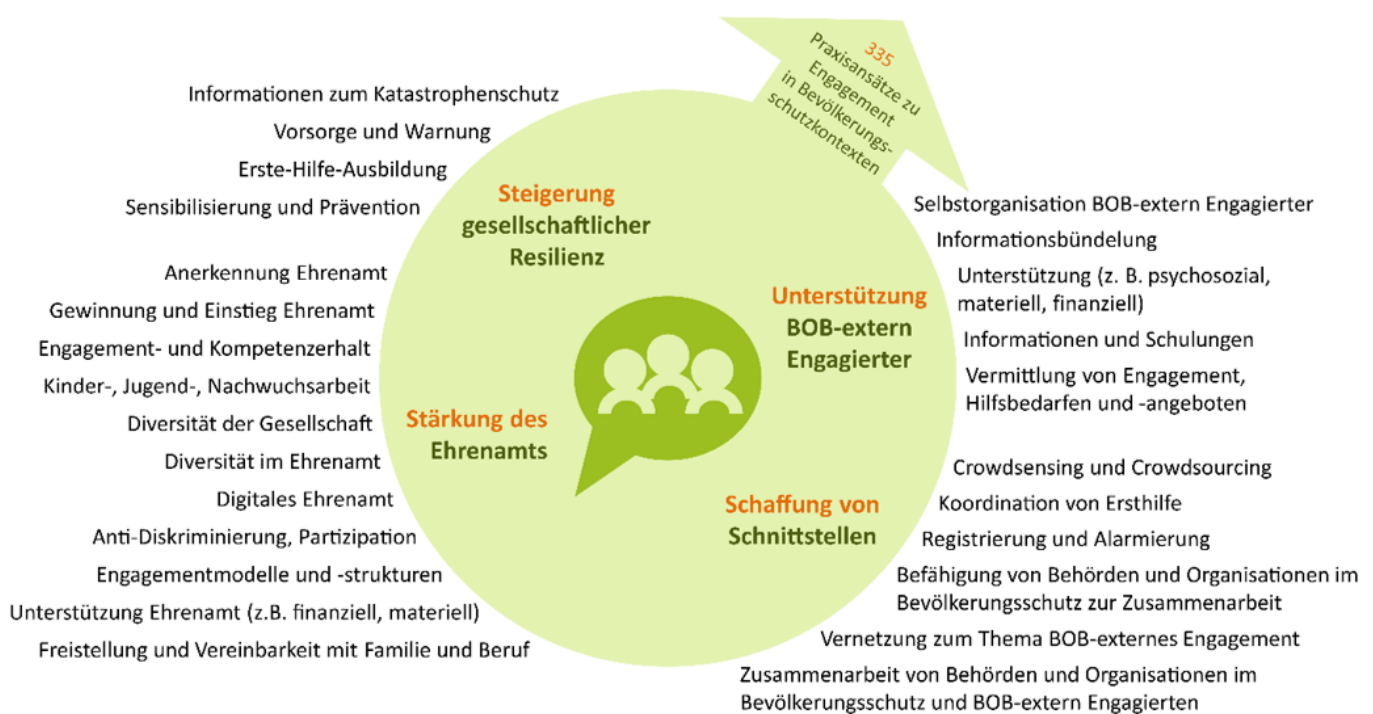 335
Praxisansätze zu
Engagement
in Bevölkerungs-
schutzkontexten
Informationen zum Katastrophenschutz
Vorsorge und Warnung
Erste-Hilfe-Ausbildung
Sensibilisierung und Prävention
Steigerung
gesellschaftlicher
Resilienz
Anerkennung Ehrenamt
Gewinnung und Einstieg Ehrenamt
Engagement- und Kompetenzerhalt
Kinder-, Jugend-, Nachwuchsarbeit
Diversität der Gesellschaft
Diversität im Ehrenamt
Digitales Ehrenamt
Anti-Diskriminierung, Partizipation
Engagementmodelle und -strukturen
Unterstützung Ehrenamt (z.B. finanziell, materiell)
Freistellung und Vereinbarkeit mit Familie und Beruf
Stärkung des
Ehrenamts
Unterstützung
BOB-extern
Engagierter
Selbstorganisation BOB-extern Engagierter
Informationsbündelung
Unterstützung (z. B. psychosozial,
materiell, finanziell)
Informationen und Schulungen
Vermittlung von Engagement,
Hilfsbedarfen und -angeboten
Schaffung von
Schnittstellen
Crowdsensing und Crowdsourcing
Koordination von Ersthilfe
Registrierung und Alarmierung
Befähigung von Behörden und Organisationen im
Bevölkerungsschutz zur Zusammenarbeit
Vernetzung zum Thema BOB-externes Engagement
Zusammenarbeit von Behörden und Organisationen im
Bevölkerungsschutz und BOB-extern Engagierten